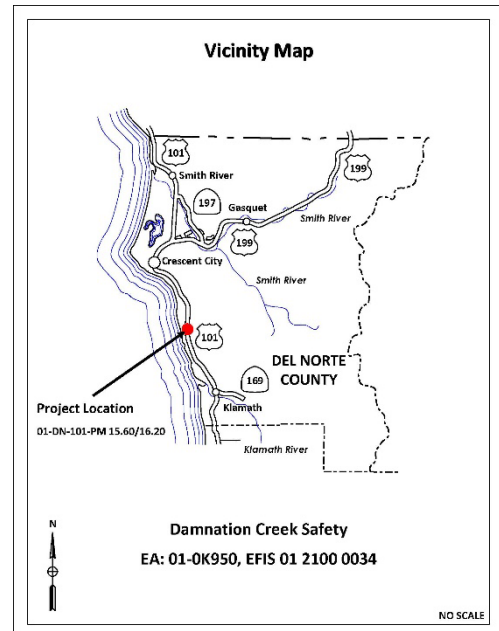 Vicinity Map
101
Smith River
197
199
Gasquet
Smith River
199
Crescent City
Smith River
101
DEL NORTE
COUNTY
169
Project Location
Klamath
01-DN-101-PM 15.60/16.20
Klamath River
N
Damnation Creek Safety
EA: 01-0K950, EFIS 01 2100 0034
NO SCALE